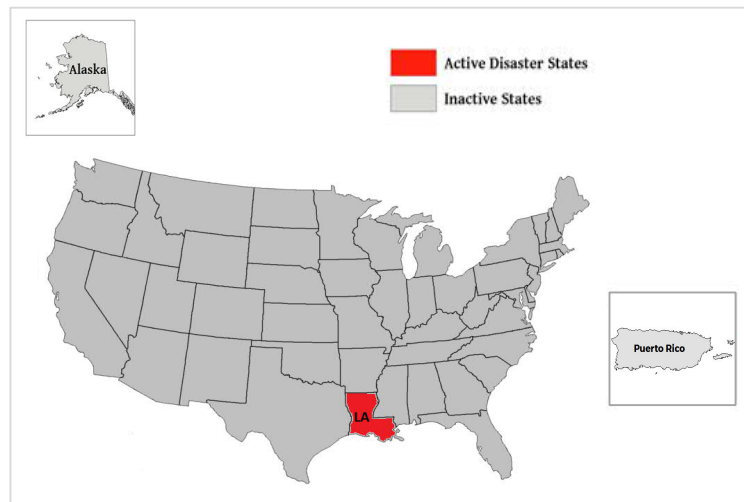 Alaska
Active Disaster States
Inactive States
Puerto Rico
LA